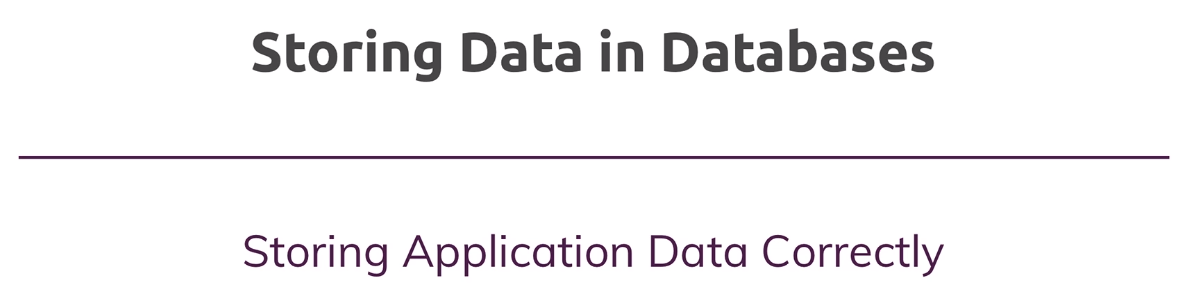 Storing Data in Databases
Storing Application Data Correctly